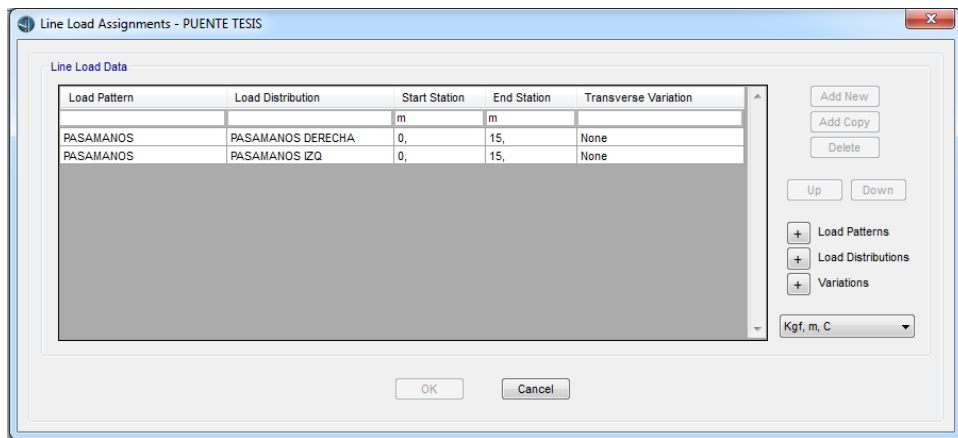 Line Load Assignments - PUENTE TESIS
X
Line Load Data
Load Pattern Load Distribution Start Station End Station Transverse Variation
m m
PASAMANOS PASAMANOS DERECHA 0, 15, None
PASAMANOS PASAMANOS IZQ 0, 15, None
Add New
Add Copy
Delete
Up Down
+ Load Patterns
+ Load Distributions
+ Variations
Kgf, m, C
OK Cancel